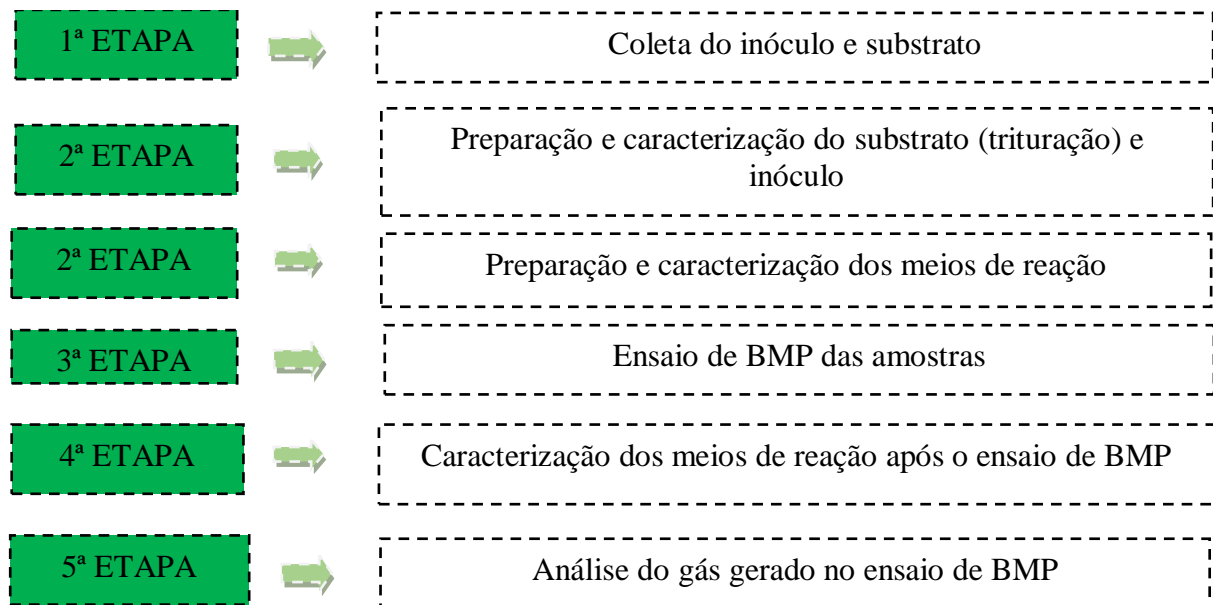 1ª ETAPA
Coleta do inóculo e substrato
2ª ETAPA
Preparação e caracterização do substrato (trituração) e
inóculo
2ª ETAPA
Preparação e caracterização dos meios de reação
3ª ETAPA
Ensaio de BMP das amostras
4ª ETAPA
Caracterização dos meios de reação após o ensaio de BMP
5ª ETAPA
Análise do gás gerado no ensaio de BMP